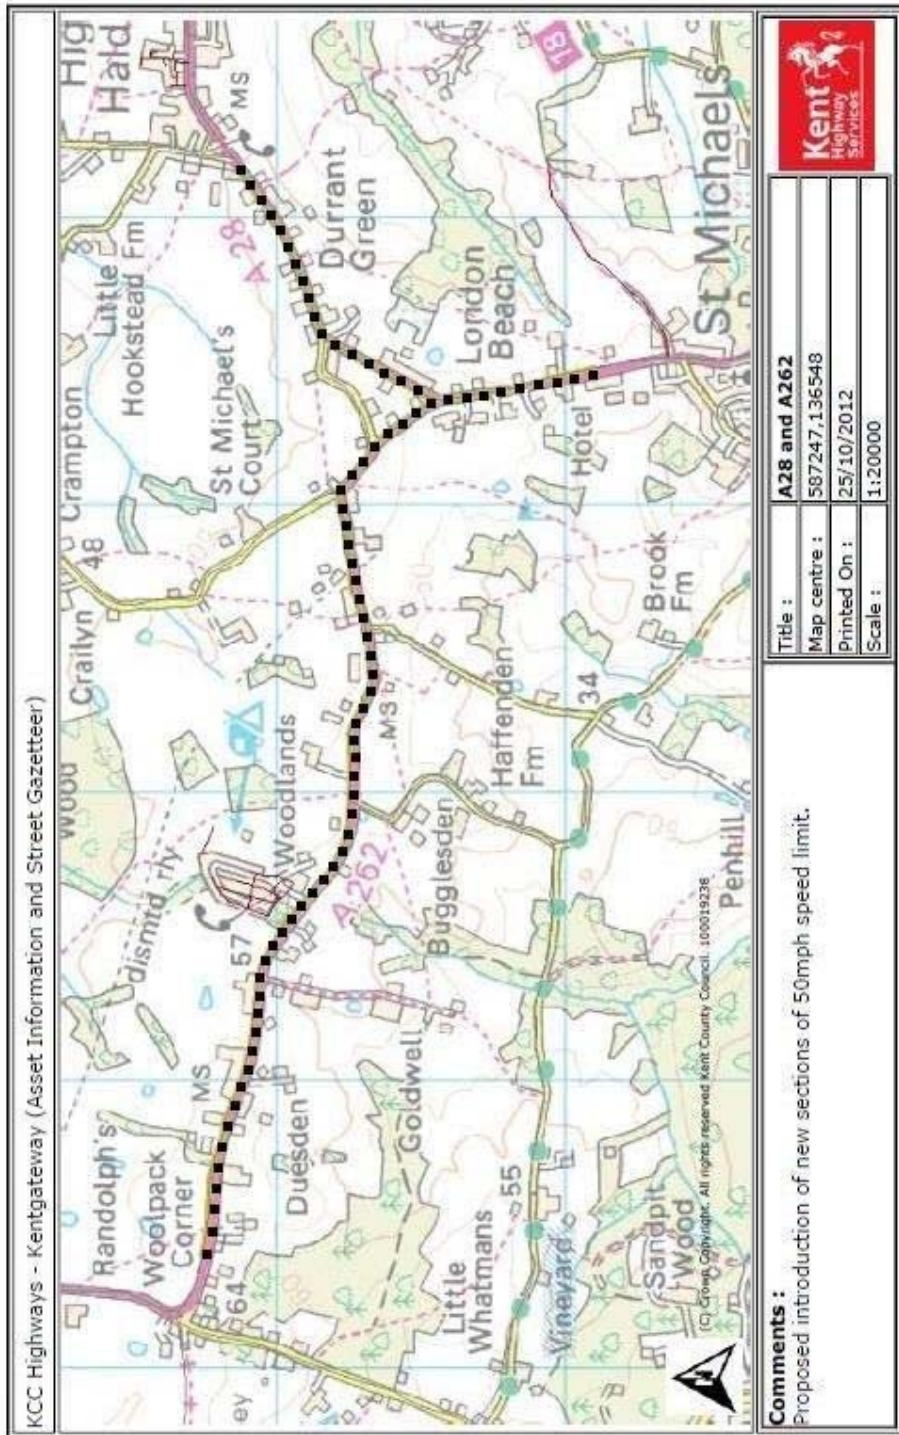 KCC Highways - Kentgateway (Asset Information and Street Gazetteer)
Wood
Crailyn
Crampton
48
Little
Hookstead Fm
Hig
Hald
MS
dismtd rly
Randolph's
Woolpack
Corner
MS
57
Woodlands
St Michael's
Court
A 28
Durrant
Green
64
Duesden
A 262
MS
London
Beach
18
ey
Goldwell
Bugglesden
Haffenden
Fm
Hotel
Little
Whatmans
55
34
Brook
Fm
St Michaels
Vineyard
Sandpit
Wood
Penhill
(C) Crown Copyright. All rights reserved Kent County Council. 100019238
N
Comments :
Proposed introduction of new sections of 50mph speed limit.
Title :
A28 and A262
Map centre :
587247,136548
Printed On :
25/10/2012
Scale :
1:20000
Kent
Highway
Services